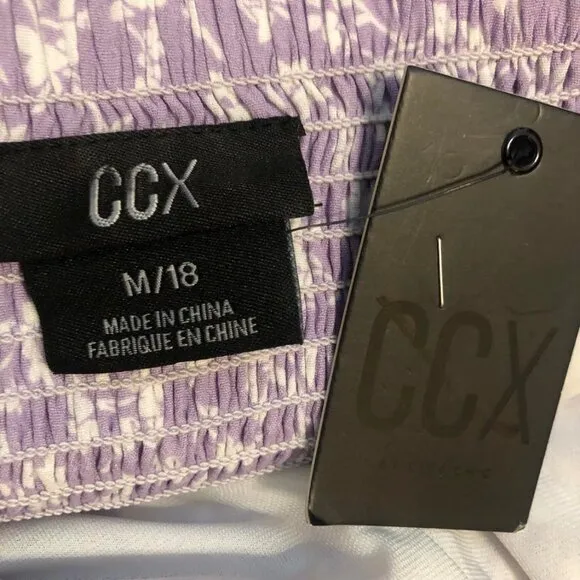 CCX
M/18
MADE IN CHINA
FABRIQUE EN CHINE
CCX